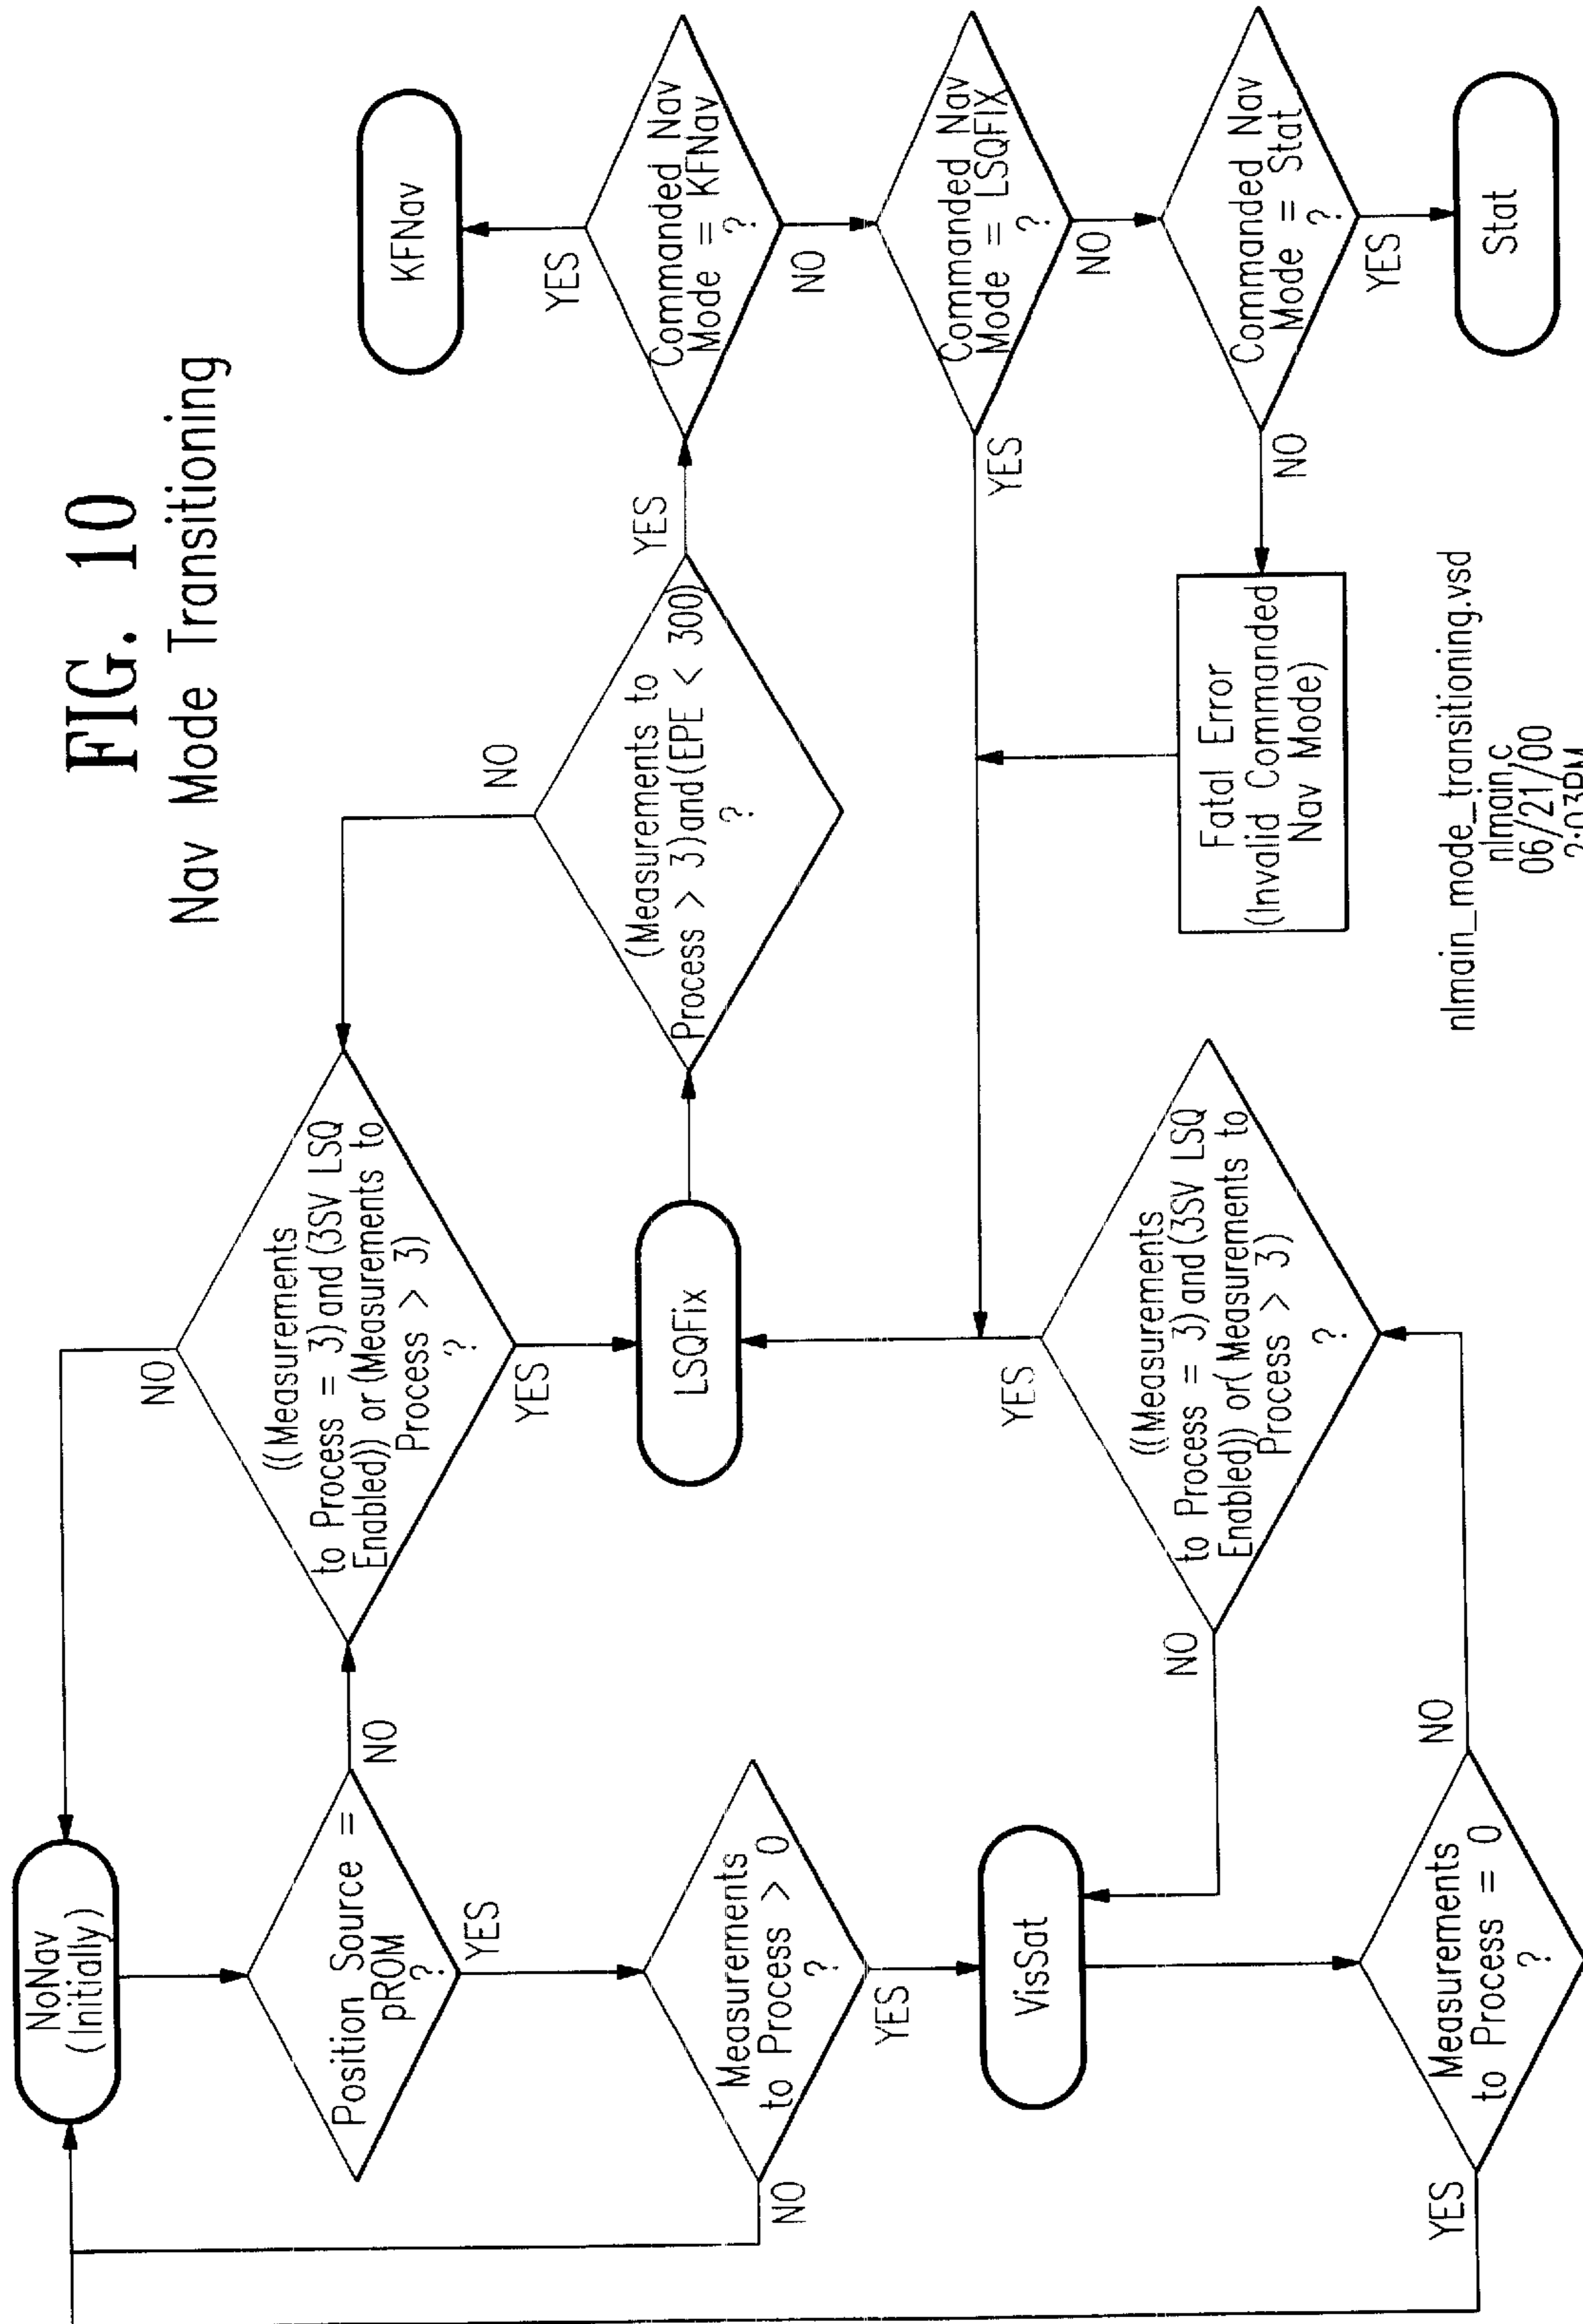 FIG. 10
Nav Mode Transitioning
NoNav
(Initially)
Position Source =
pROM
?
NO
YES
((Measurements
to Process = 3) and (3SV LSQ
Enabled)) or (Measurements to
Process > 3)
?
NO
YES
(Measurements to
Process > 3) and (EPE < 300)
?
NO
YES
KFNav
YES
Commanded Nav
Mode = KFNav
?
NO
Measurements
to Process > 0
?
NO
YES
LSQFix
Commanded Nav
Mode = LSQFIX
?
YES
NO
VisSat
((Measurements
to Process = 3) and (3SV LSQ
Enabled)) or (Measurements to
Process > 3)
?
YES
NO
Fatal Error
(Invalid Commanded
Nav Mode)
Commanded Nav
Mode = Stat
?
NO
YES
Measurements
to Process = 0
?
YES
NO
Stat
nlmain_mode_transitioning.vsd
nlmain.c
06/21/00
2:03PM